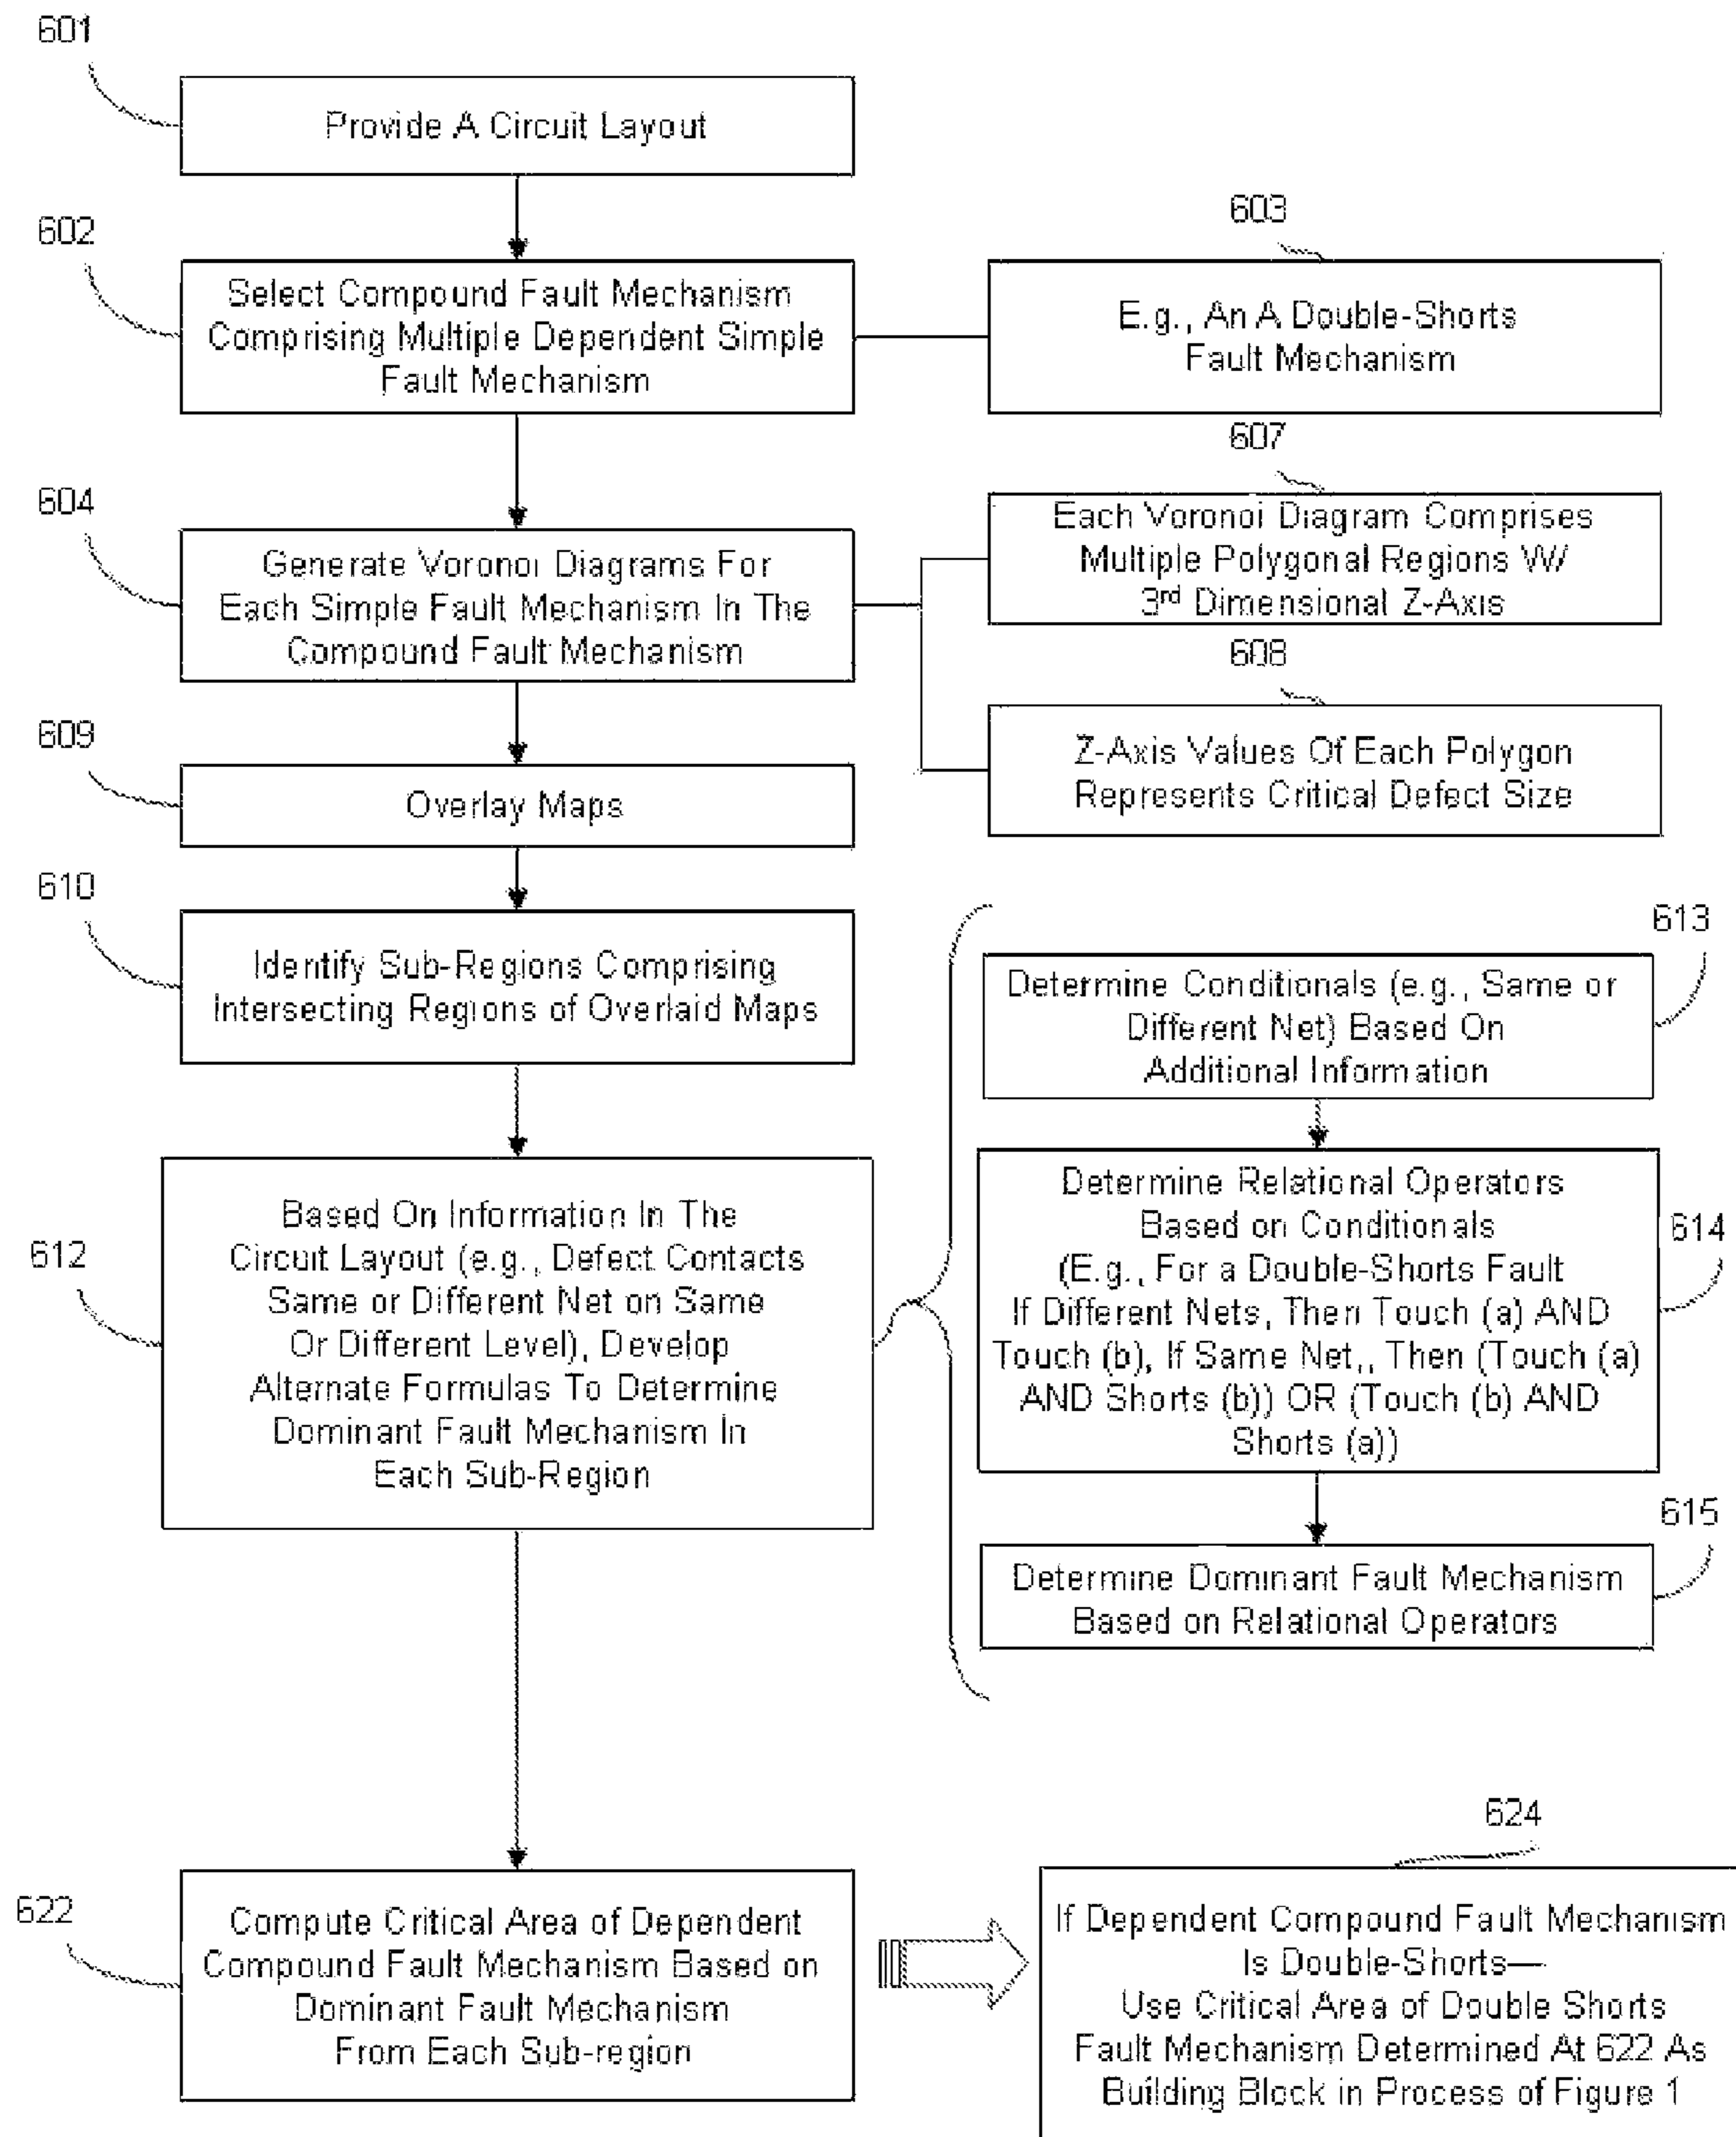 601
Provide A Circuit Layout
602
Select Compound Fault Mechanism
Comprising Multiple Dependent Simple
Fault Mechanism
603
E.g., An A Double-Shorts
Fault Mechanism
604
Generate Voronoi Diagrams For
Each Simple Fault Mechanism In The
Compound Fault Mechanism
607
Each Voronoi Diagram Comprises
Multiple Polygonal Regions W/
3rd Dimensional Z-Axis
608
Z-Axis Values Of Each Polygon
Represents Critical Defect Size
609
Overlay Maps
610
Identify Sub-Regions Comprising
Intersecting Regions of Overlaid Maps
612
Based On Information In The
Circuit Layout (e.g., Defect Contacts
Same or Different Net on Same
Or Different Level), Develop
Alternate Formulas To Determine
Dominant Fault Mechanism In
Each Sub-Region
613
Determine Conditionals (e.g., Same or
Different Net) Based On
Additional Information
614
Determine Relational Operators
Based on Conditionals
(E.g., For a Double-Shorts Fault
If Different Nets, Then Touch (a) AND
Touch (b), If Same Net,, Then (Touch (a)
AND Shorts (b)) OR (Touch (b) AND
Shorts (a))
615
Determine Dominant Fault Mechanism
Based on Relational Operators
622
Compute Critical Area of Dependent
Compound Fault Mechanism Based on
Dominant Fault Mechanism
From Each Sub-region
624
If Dependent Compound Fault Mechanism
Is Double-Shorts—
Use Critical Area of Double Shorts
Fault Mechanism Determined At 622 As
Building Block in Process of Figure 1